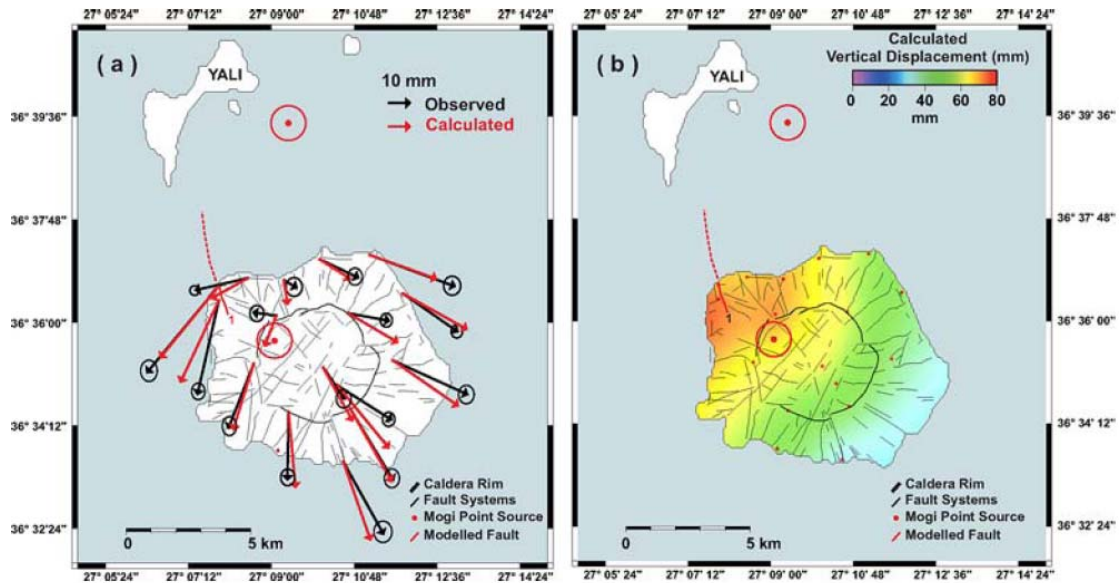 27° 05' 24" 27° 07' 12" 27° 09' 00" 27° 10' 48" 27° 12' 36" 27° 14' 24"
( a )
YALI
10 mm
Observed
Calculated
36° 39' 36"
36° 37'48"
36° 36' 00"
36° 34'12"
36° 32'24"
1
Caldera Rim
Fault Systems
Mogi Point Source
Modelled Fault
0 5 km
27° 05' 24" 27° 07' 12" 27° 09' 00" 27° 10' 48" 27° 12' 36"
27° 05' 24" 27° 07' 12" 27° 09' 00" 27° 10' 48" 27° 12' 36" 27° 14' 24"
( b )
YALI
Calculated
Vertical Displacement (mm)
0 20 40 60 80
mm
36° 39' 36"
36° 37'48"
36° 36' 00"
36° 34'12"
36° 32'24"
1
Caldera Rim
Fault Systems
Mogi Point Source
Modelled Fault
0 5 km
27° 05' 24" 27° 07' 12" 27° 09' 00" 27° 10' 48" 27° 12' 36" 27° 14' 24"